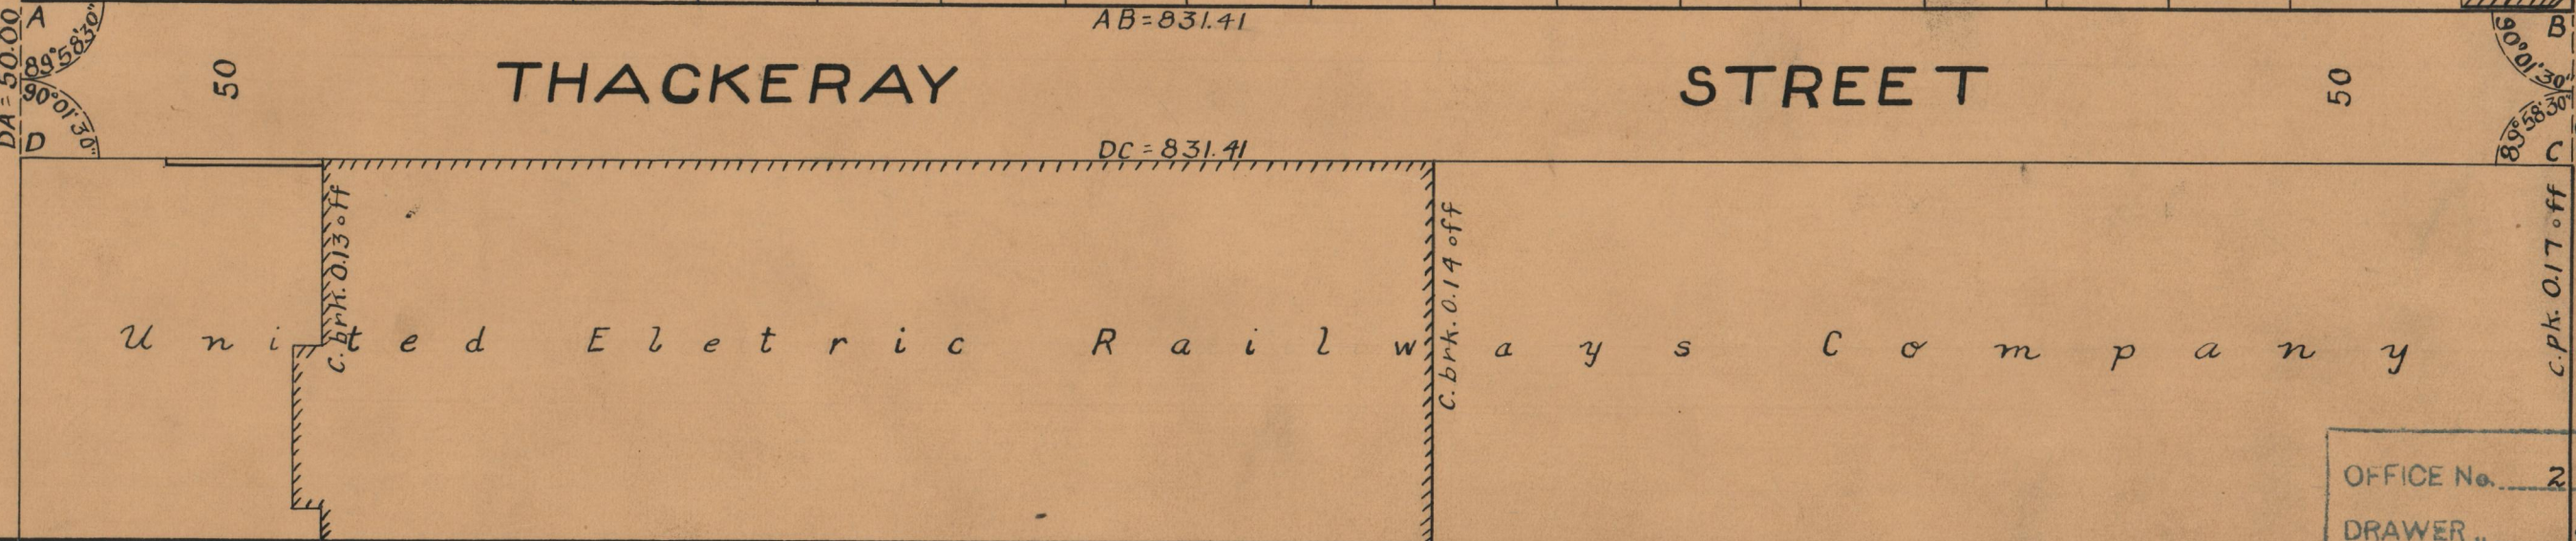 A
AB=831.41
B
DA=50.00
89°58'30"
90°01'30"
50
THACKERAY STREET
50
90°01'30"
89°58'30"
D
DC=831.41
C
c. brk. 0.13 off
c. brk. 0.14 off
c. pk. 0.17 off
United Eletric Railways Company
OFFICE No. 2
DRAWER